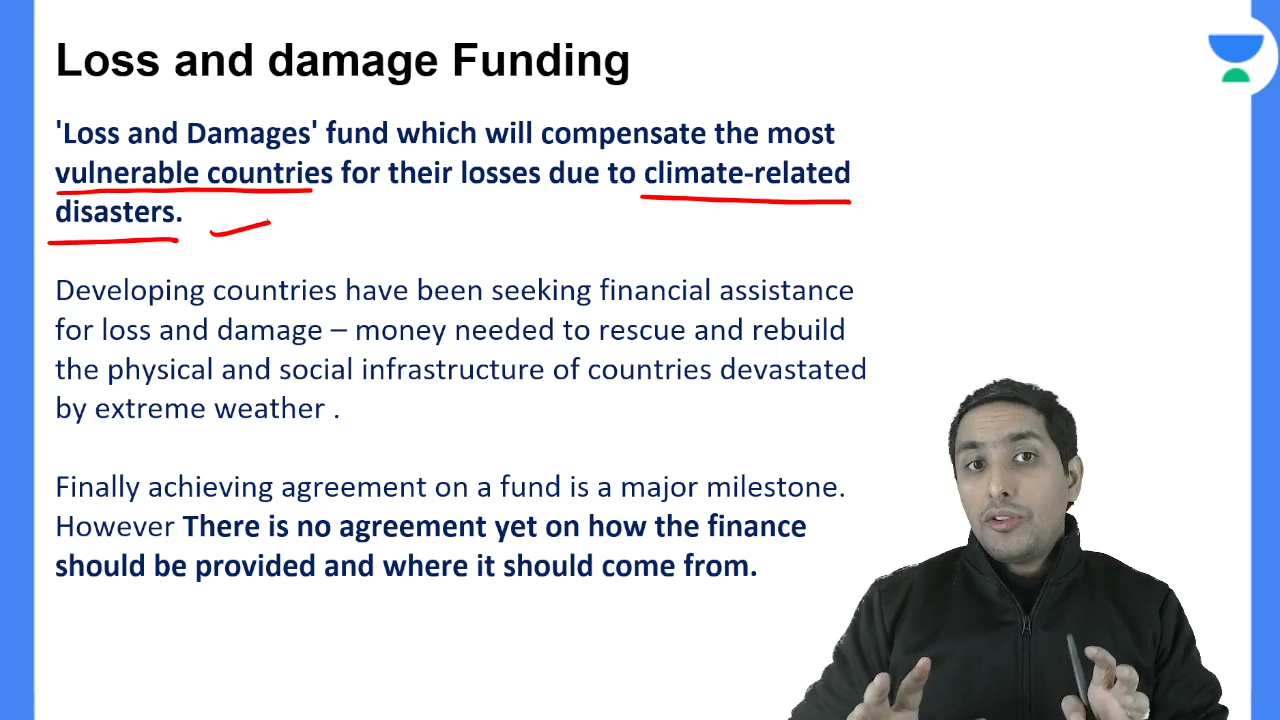 Loss and damage Funding
'Loss and Damages' fund which will compensate the most
vulnerable countries for their losses due to climate-related
disasters.
Developing countries have been seeking financial assistance
for loss and damage – money needed to rescue and rebuild
the physical and social infrastructure of countries devastated
by extreme weather .
Finally achieving agreement on a fund is a major milestone.
However There is no agreement yet on how the finance
should be provided and where it should come from.